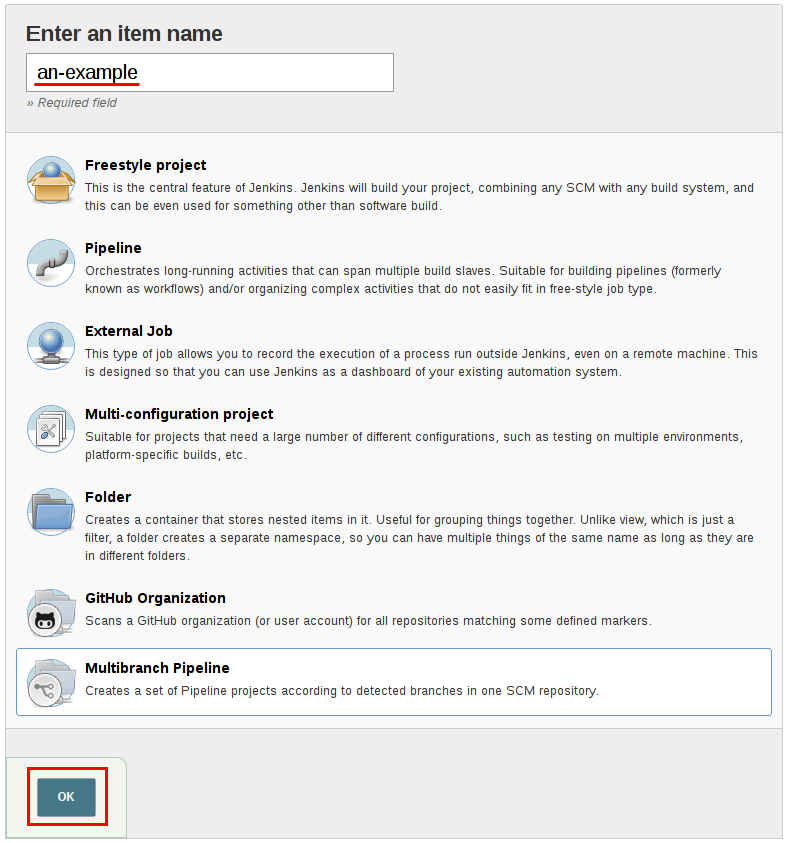 Enter an item name
an-example
» Required field
Freestyle project
This is the central feature of Jenkins. Jenkins will build your project, combining any SCM with any build system, and
this can be even used for something other than software build.
Pipeline
Orchestrates long-running activities that can span multiple build slaves. Suitable for building pipelines (formerly
known as workflows) and/or organizing complex activities that do not easily fit in free-style job type.
External Job
This type of job allows you to record the execution of a process run outside Jenkins, even on a remote machine. This
is designed so that you can use Jenkins as a dashboard of your existing automation system.
Multi-configuration project
Suitable for projects that need a large number of different configurations, such as testing on multiple environments,
platform-specific builds, etc.
Folder
Creates a container that stores nested items in it. Useful for grouping things together. Unlike view, which is just a
filter, a folder creates a separate namespace, so you can have multiple things of the same name as long as they are
in different folders.
GitHub Organization
Scans a GitHub organization (or user account) for all repositories matching some defined markers.
Multibranch Pipeline
Creates a set of Pipeline projects according to detected branches in one SCM repository.
OK